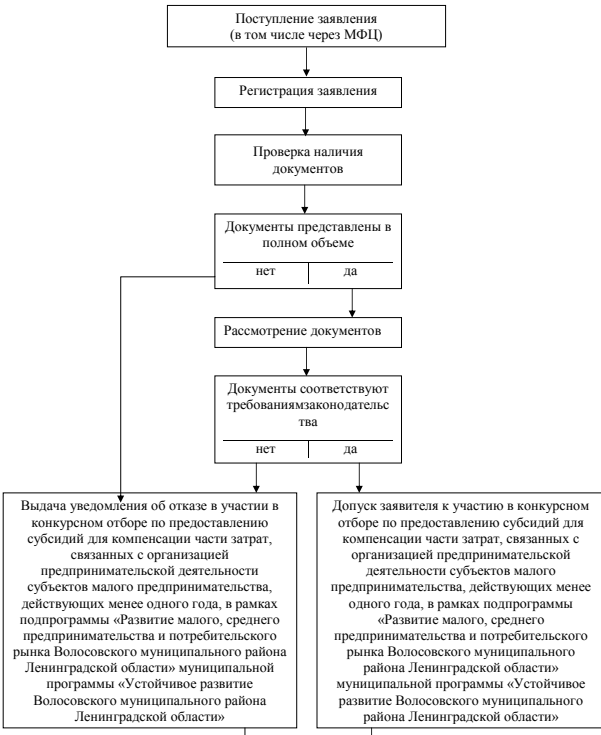 Поступление заявления
(в том числе через МФЦ)
Регистрация заявления
Проверка наличия
документов
Документы представлены в
полном объеме
нет да
Рассмотрение документов
Документы соответствуют
требованиямзаконодательс
тва
нет да
Выдача уведомления об отказе в участии в
конкурсном отборе по предоставлению
субсидий для компенсации части затрат,
связанных с организацией
предпринимательской деятельности
субъектов малого предпринимательства,
действующих менее одного года, в рамках
подпрограммы «Развитие малого, среднего
предпринимательства и потребительского
рынка Волосовского муниципального района
Ленинградской области» муниципальной
программы «Устойчивое развитие
Волосовского муниципального района
Ленинградской области»
Допуск заявителя к участию в конкурсном
отборе по предоставлению субсидий для
компенсации части затрат, связанных с
организацией предпринимательской
деятельности субъектов малого
предпринимательства, действующих менее
одного года, в рамках подпрограммы
«Развитие малого, среднего
предпринимательства и потребительского
рынка Волосовского муниципального
района Ленинградской области»
муниципальной программы «Устойчивое
развитие Волосовского муниципального
района Ленинградской области»